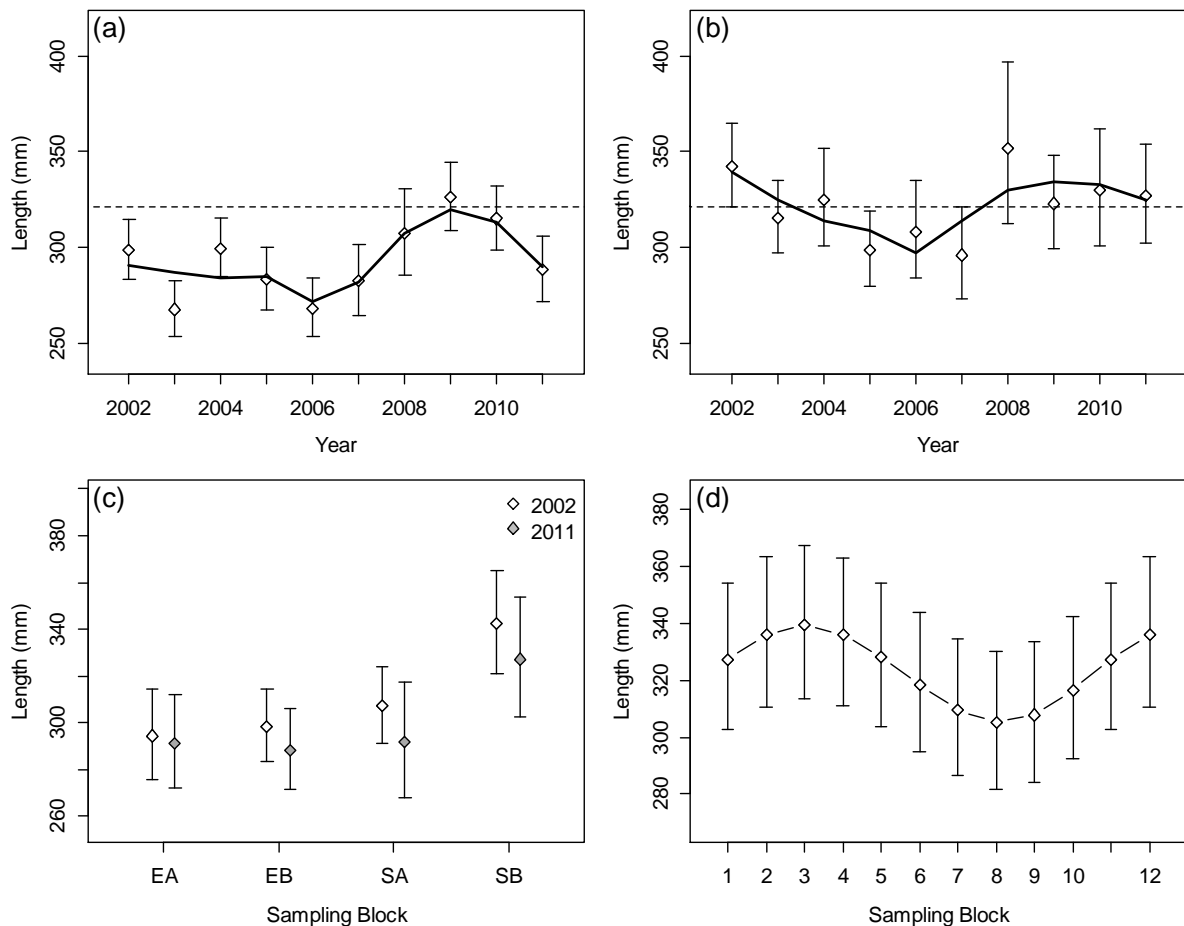 (a)
Length (mm)
400
350
300
250
2002 2004 2006 2008 2010
Year
(b)
Length (mm)
400
350
300
250
2002 2004 2006 2008 2010
Year
(c)
2002
2011
Length (mm)
380
340
300
260
EA EB SA SB
Sampling Block
(d)
Length (mm)
380
360
340
320
300
280
1 2 3 4 5 6 7 8 9 10 12
Sampling Block